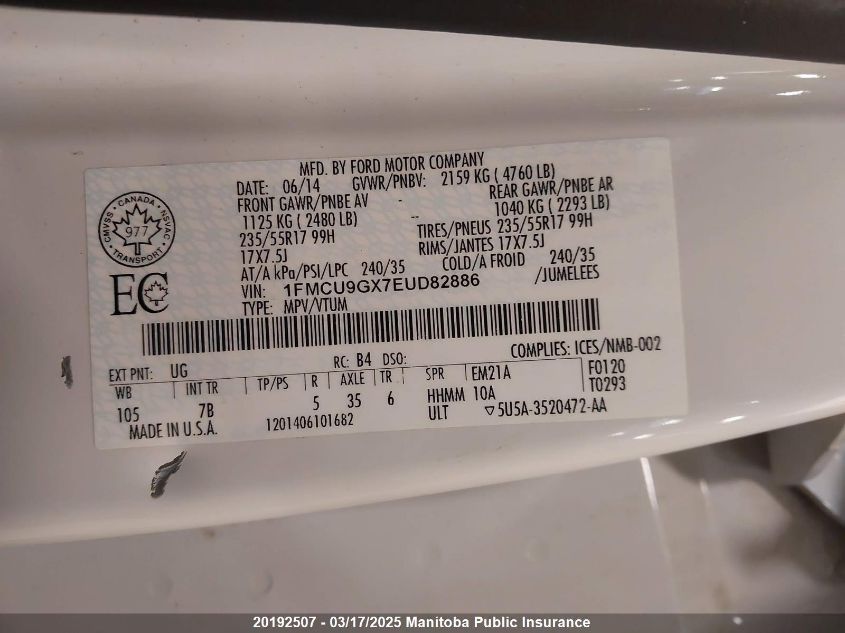 MFD. BY FORD MOTOR COMPANY
DATE: 06/14 GVWR/PNBV: 2159 KG ( 4760 LB)
FRONT GAWR/PNBE AV REAR GAWR/PNBE AR
1125 KG ( 2480 LB) 1040 KG ( 2293 LB)
235/55R17 99H TIRES/PNEUS 235/55R17 99H
17X7.5J RIMS/JANTES 17X7.5J
AT/A kPa/PSI/LPC 240/35 COLD/A FROID 240/35
VIN: 1FMCU9GX7EUD82886 /JUMELEES
TYPE: MPV/VTUM
CMVSS · CANADA · NSVAC
977
TRANSPORT
EC
EXT PNT: UG RC: B4 DSO: COMPLIES: ICES/NMB-002
WB INT TR TP/PS R AXLE TR SPR EM21A F0120
105 7B 5 35 6 HHMM 10A T0293
MADE IN U.S.A. 1201406101682 ULT ▽5U5A-3520472-AA
20192507 - 03/17/2025 Manitoba Public Insurance